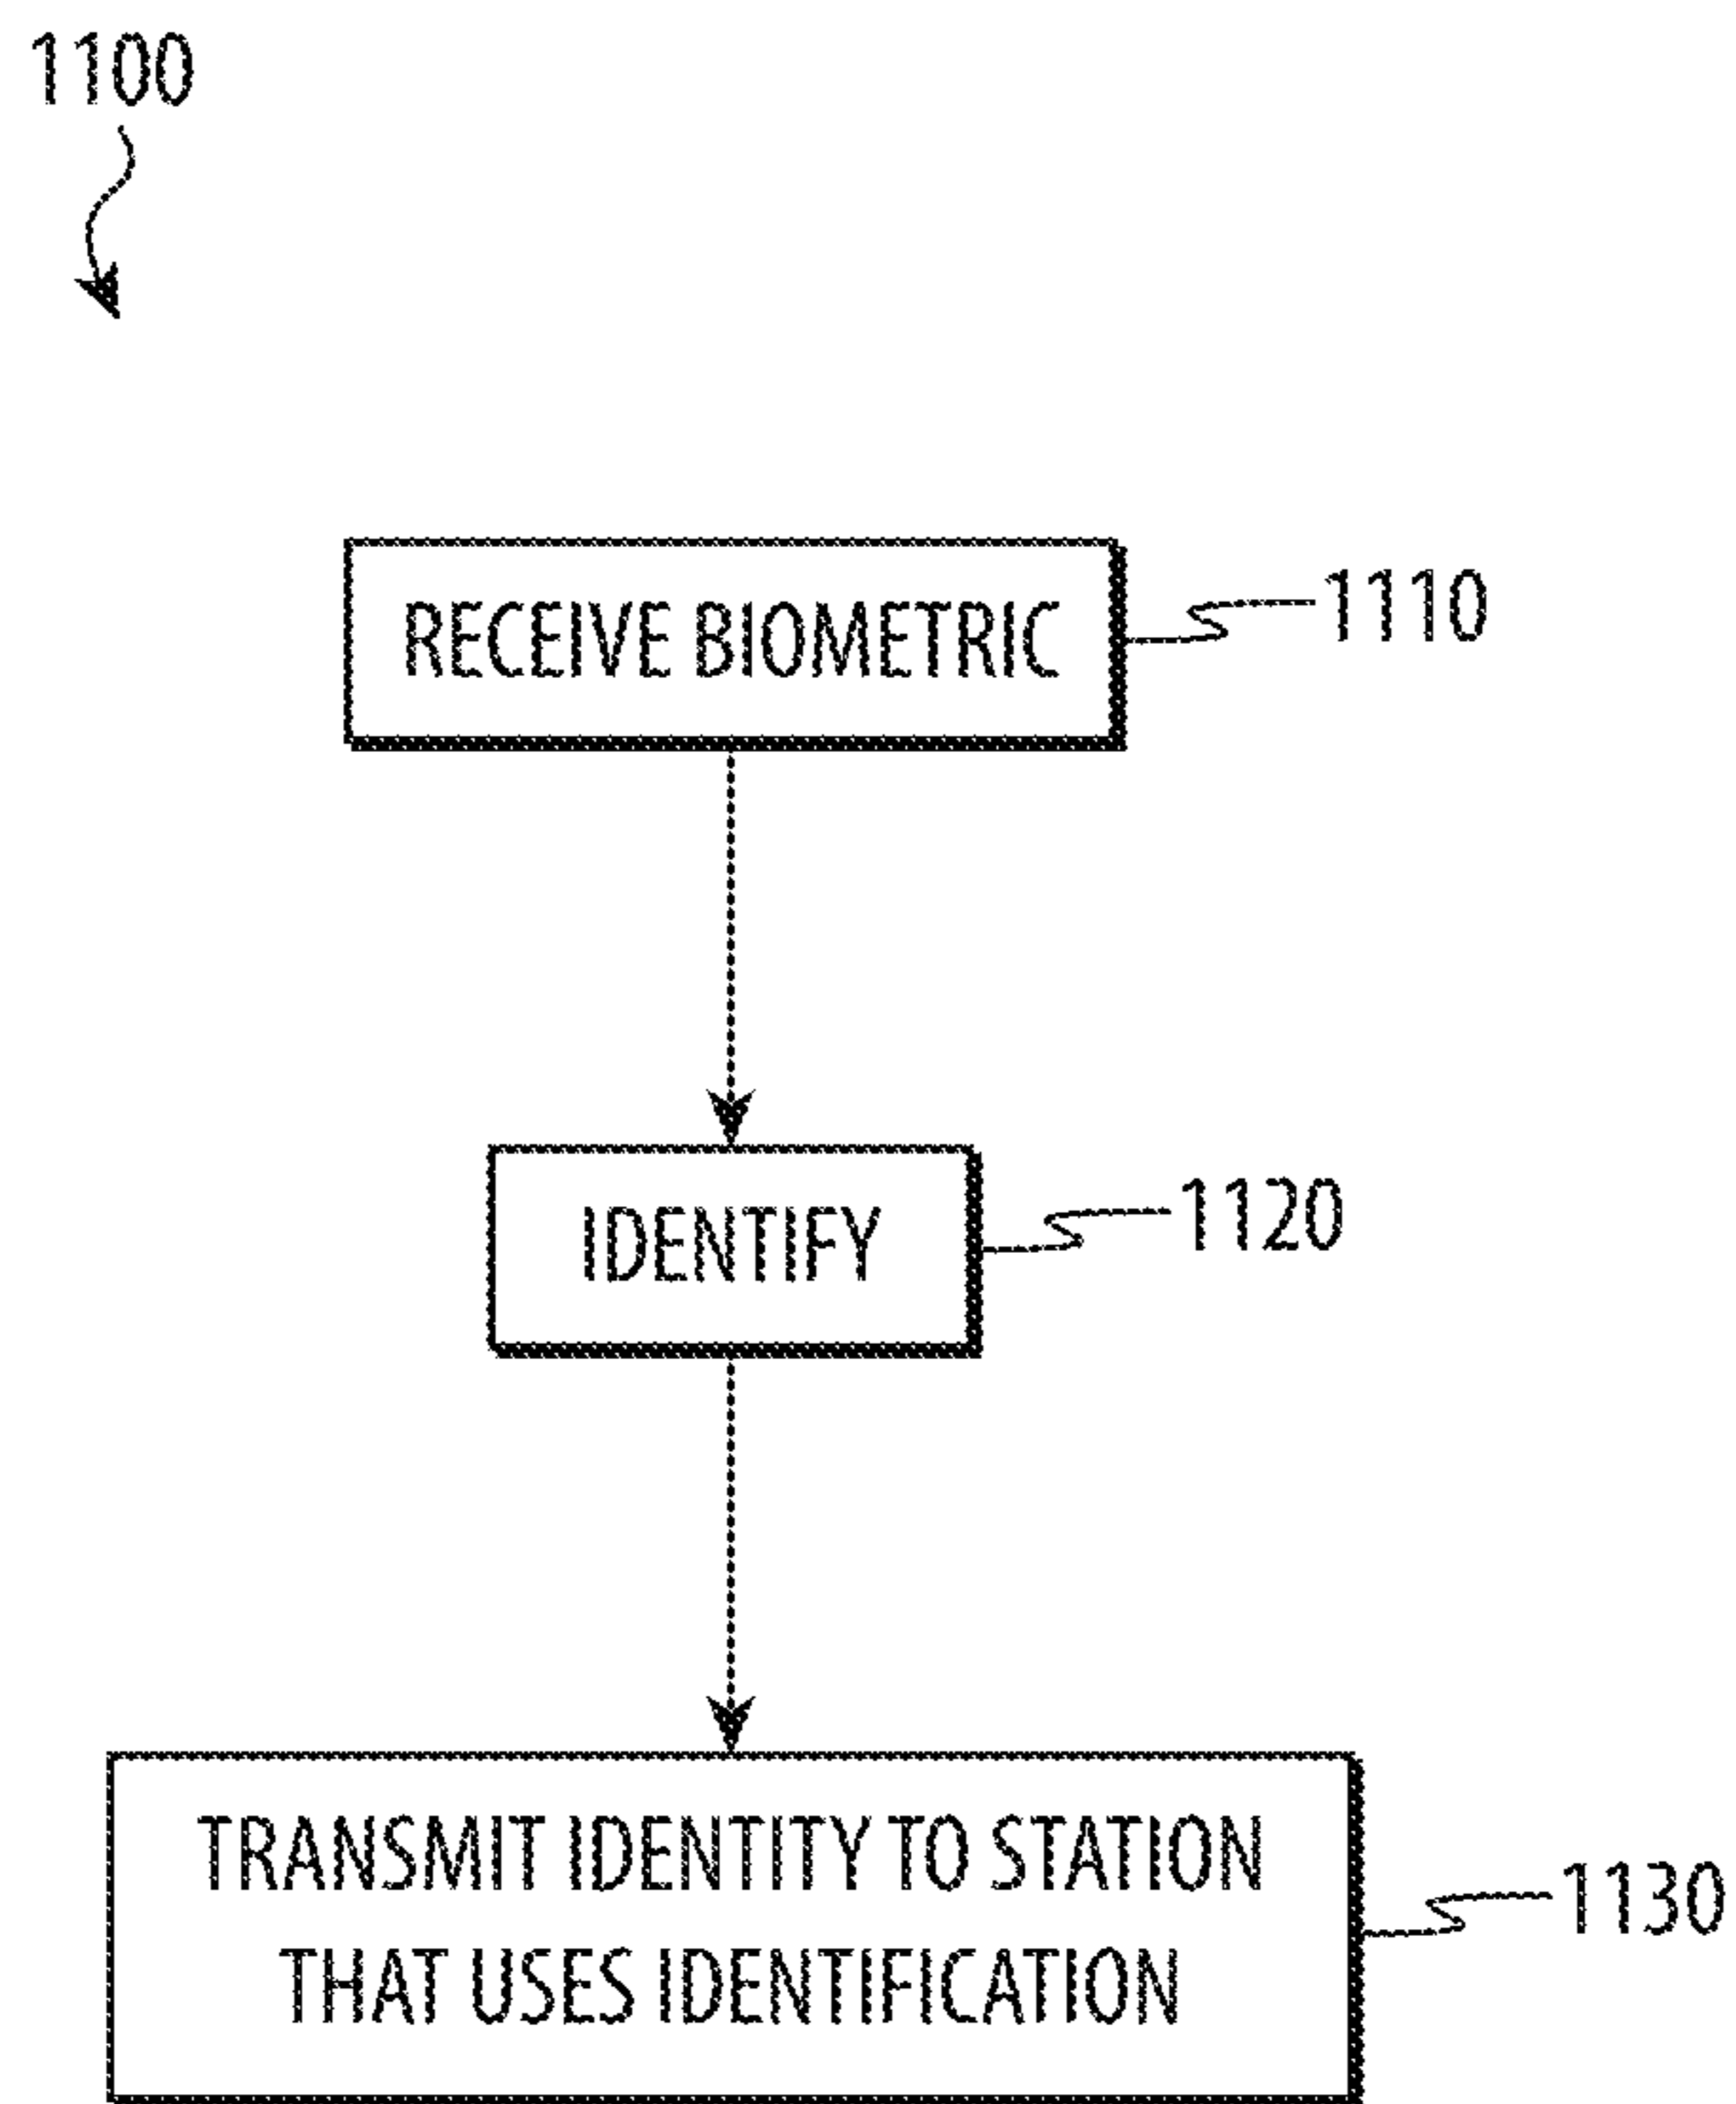 1100
RECEIVE BIOMETRIC
1110
IDENTIFY
1120
TRANSMIT IDENTITY TO STATION
THAT USES IDENTIFICATION
1130